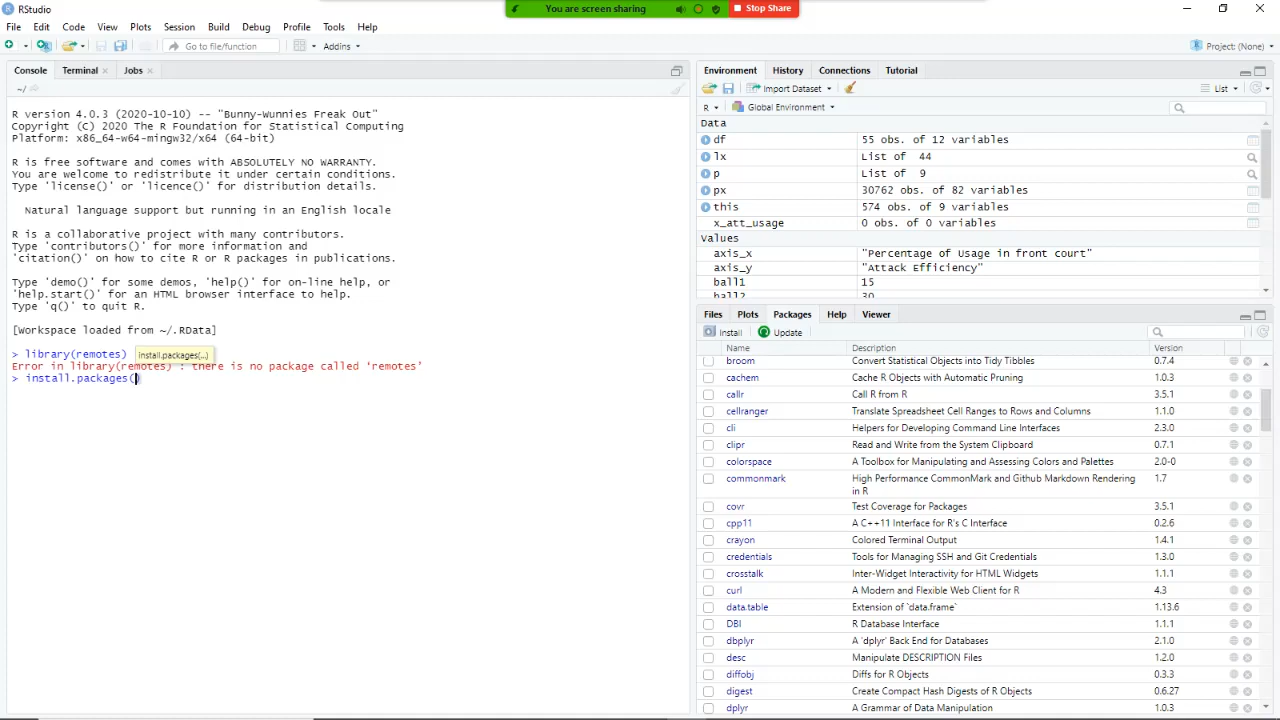 RStudio
You are screen sharing
Stop Share
File Edit Code View Plots Session Build Debug Profile Tools Help
Go to file/function
Addins
Project: (None)
Console Terminal Jobs
~/
R version 4.0.3 (2020-10-10) -- "Bunny-Wunnies Freak Out"
Copyright (C) 2020 The R Foundation for Statistical Computing
Platform: x86_64-w64-mingw32/x64 (64-bit)
R is free software and comes with ABSOLUTELY NO WARRANTY.
You are welcome to redistribute it under certain conditions.
Type 'license()' or 'licence()' for distribution details.
Natural language support but running in an English locale
R is a collaborative project with many contributors.
Type 'contributors()' for more information and
'citation()' on how to cite R or R packages in publications.
Type 'demo()' for some demos, 'help()' for on-line help, or
'help.start()' for an HTML browser interface to help.
Type 'q()' to quit R.
[Workspace loaded from ~/.RData]
> library(remotes)
install.packages(...)
Error in library(remotes) : there is no package called ‘remotes’
> install.packages()
Environment History Connections Tutorial
Import Dataset
List
R Global Environment
Data
df 55 obs. of 12 variables
lx List of 44
p List of 9
px 30762 obs. of 82 variables
this 574 obs. of 9 variables
x_att_usage 0 obs. of 0 variables
Values
axis_x "Percentage of Usage in front court"
axis_y "Attack Efficiency"
ball1 15
ball2 30
Files Plots Packages Help Viewer
Install Update
Name Description Version
broom Convert Statistical Objects into Tidy Tibbles 0.7.4
cachem Cache R Objects with Automatic Pruning 1.0.3
callr Call R from R 3.5.1
cellranger Translate Spreadsheet Cell Ranges to Rows and Columns 1.1.0
cli Helpers for Developing Command Line Interfaces 2.3.0
clipr Read and Write from the System Clipboard 0.7.1
colorspace A Toolbox for Manipulating and Assessing Colors and Palettes 2.0-0
commonmark High Performance CommonMark and Github Markdown Rendering 1.7
in R
covr Test Coverage for Packages 3.5.1
cpp11 A C++11 Interface for R's C Interface 0.2.6
crayon Colored Terminal Output 1.4.1
credentials Tools for Managing SSH and Git Credentials 1.3.0
crosstalk Inter-Widget Interactivity for HTML Widgets 1.1.1
curl A Modern and Flexible Web Client for R 4.3
data.table Extension of `data.frame` 1.13.6
DBI R Database Interface 1.1.1
dbplyr A 'dplyr' Back End for Databases 2.1.0
desc Manipulate DESCRIPTION Files 1.2.0
diffobj Diffs for R Objects 0.3.3
digest Create Compact Hash Digests of R Objects 0.6.27
dplyr A Grammar of Data Manipulation 1.0.3